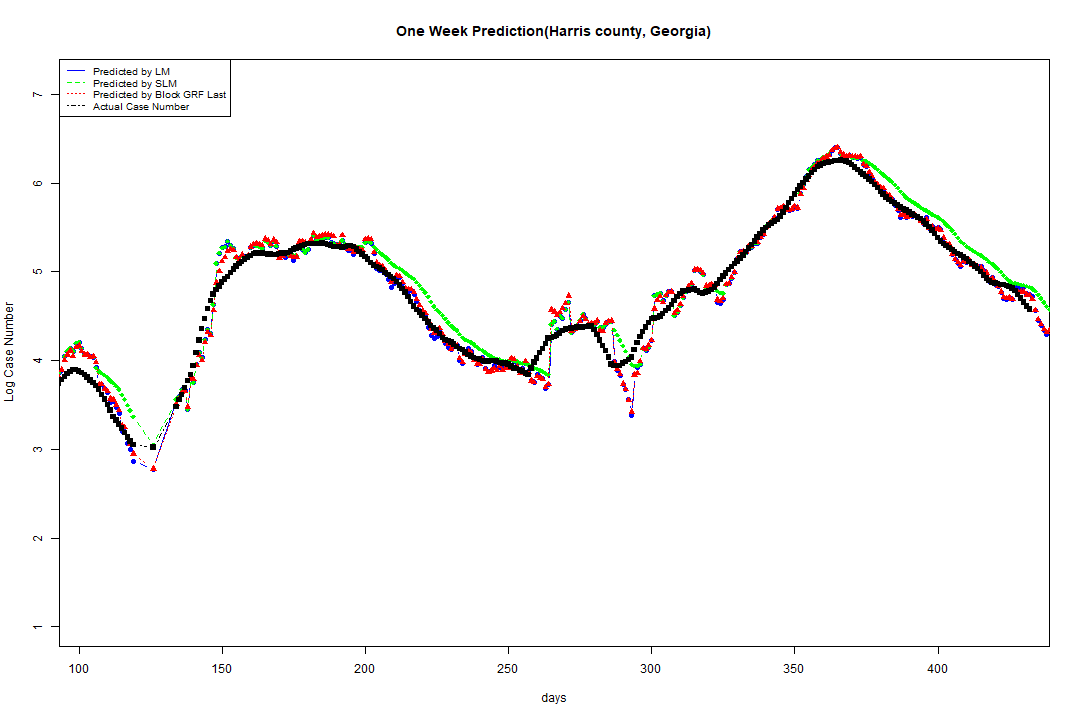 One Week Prediction(Harris county, Georgia)
Predicted by LM
Predicted by SLM
Predicted by Block GRF Last
Actual Case Number
7
6
5
4
3
2
1
Log Case Number
100 150 200 250 300 350 400
days